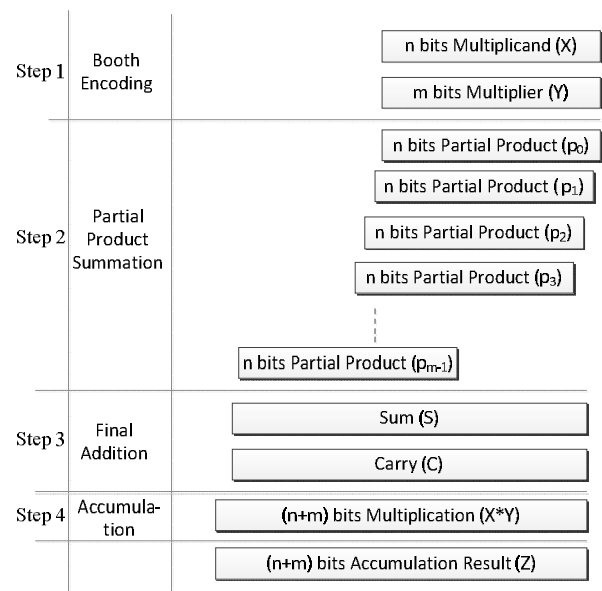 Step 1
Booth
Encoding
n bits Multiplicand (X)
m bits Multiplier (Y)
Step 2
Partial
Product
Summation
n bits Partial Product (p₀)
n bits Partial Product (p₁)
n bits Partial Product (p₂)
n bits Partial Product (p₃)
n bits Partial Product (pₘ₋₁)
Step 3
Final
Addition
Sum (S)
Carry (C)
Step 4
Accumula-
tion
(n+m) bits Multiplication (X*Y)
(n+m) bits Accumulation Result (Z)